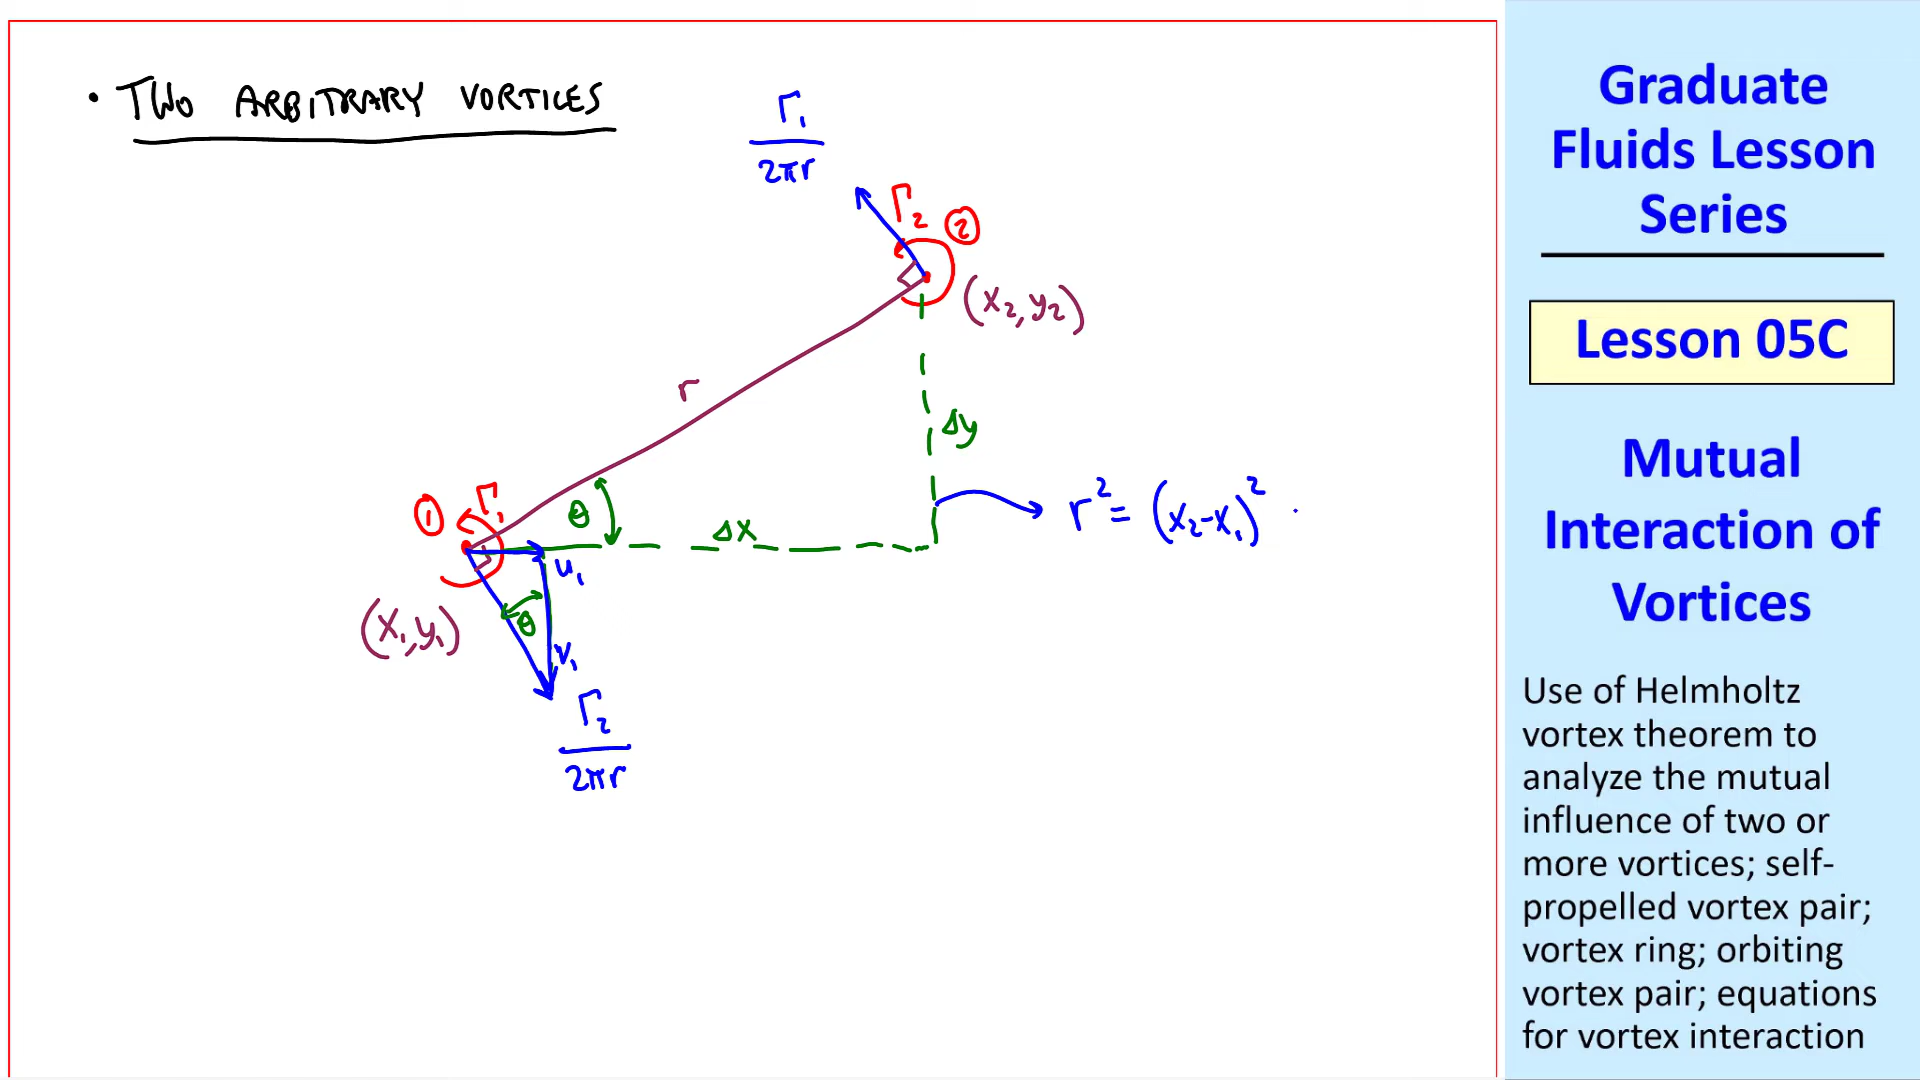 • TWO ARBITRARY VORTICES
Γ₁
2πr
Γ₂ ②
(x₂, y₂)
r
Δy
① Γ₁
θ
Δx
r² = (x₂-x₁)² .
u₁
(x₁, y₁)
θ
v₁
Γ₂
2πr
Graduate
Fluids Lesson
Series
Lesson 05C
Mutual
Interaction of
Vortices
Use of Helmholtz
vortex theorem to
analyze the mutual
influence of two or
more vortices; self-
propelled vortex pair;
vortex ring; orbiting
vortex pair; equations
for vortex interaction